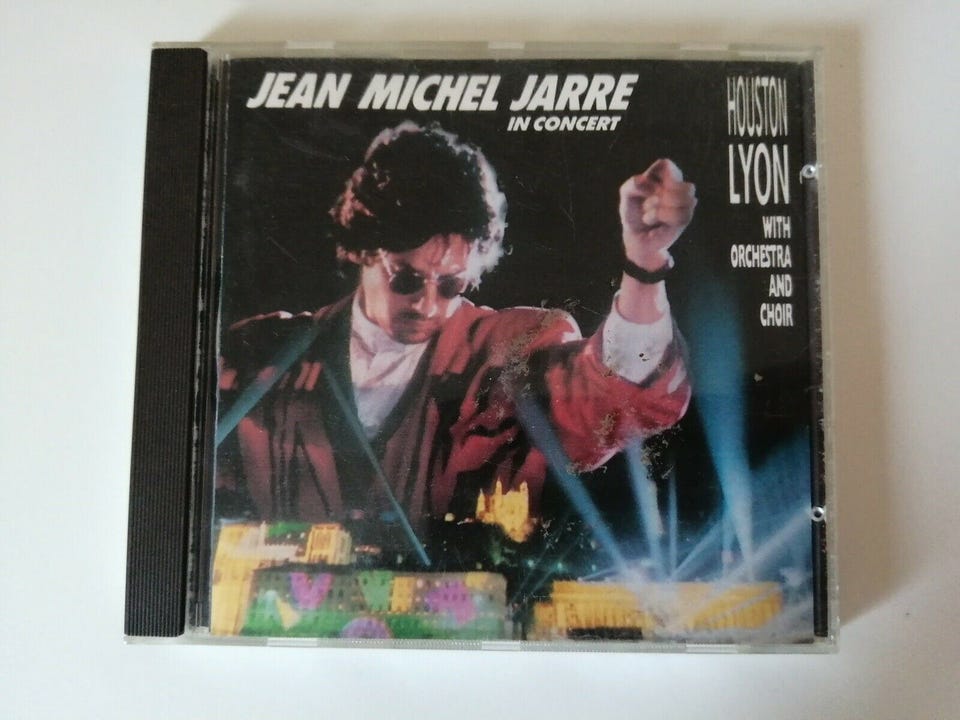 JEAN MICHEL JARRE
IN CONCERT
HOUSTON
LYON
WITH
ORCHESTRA
AND
CHOIR